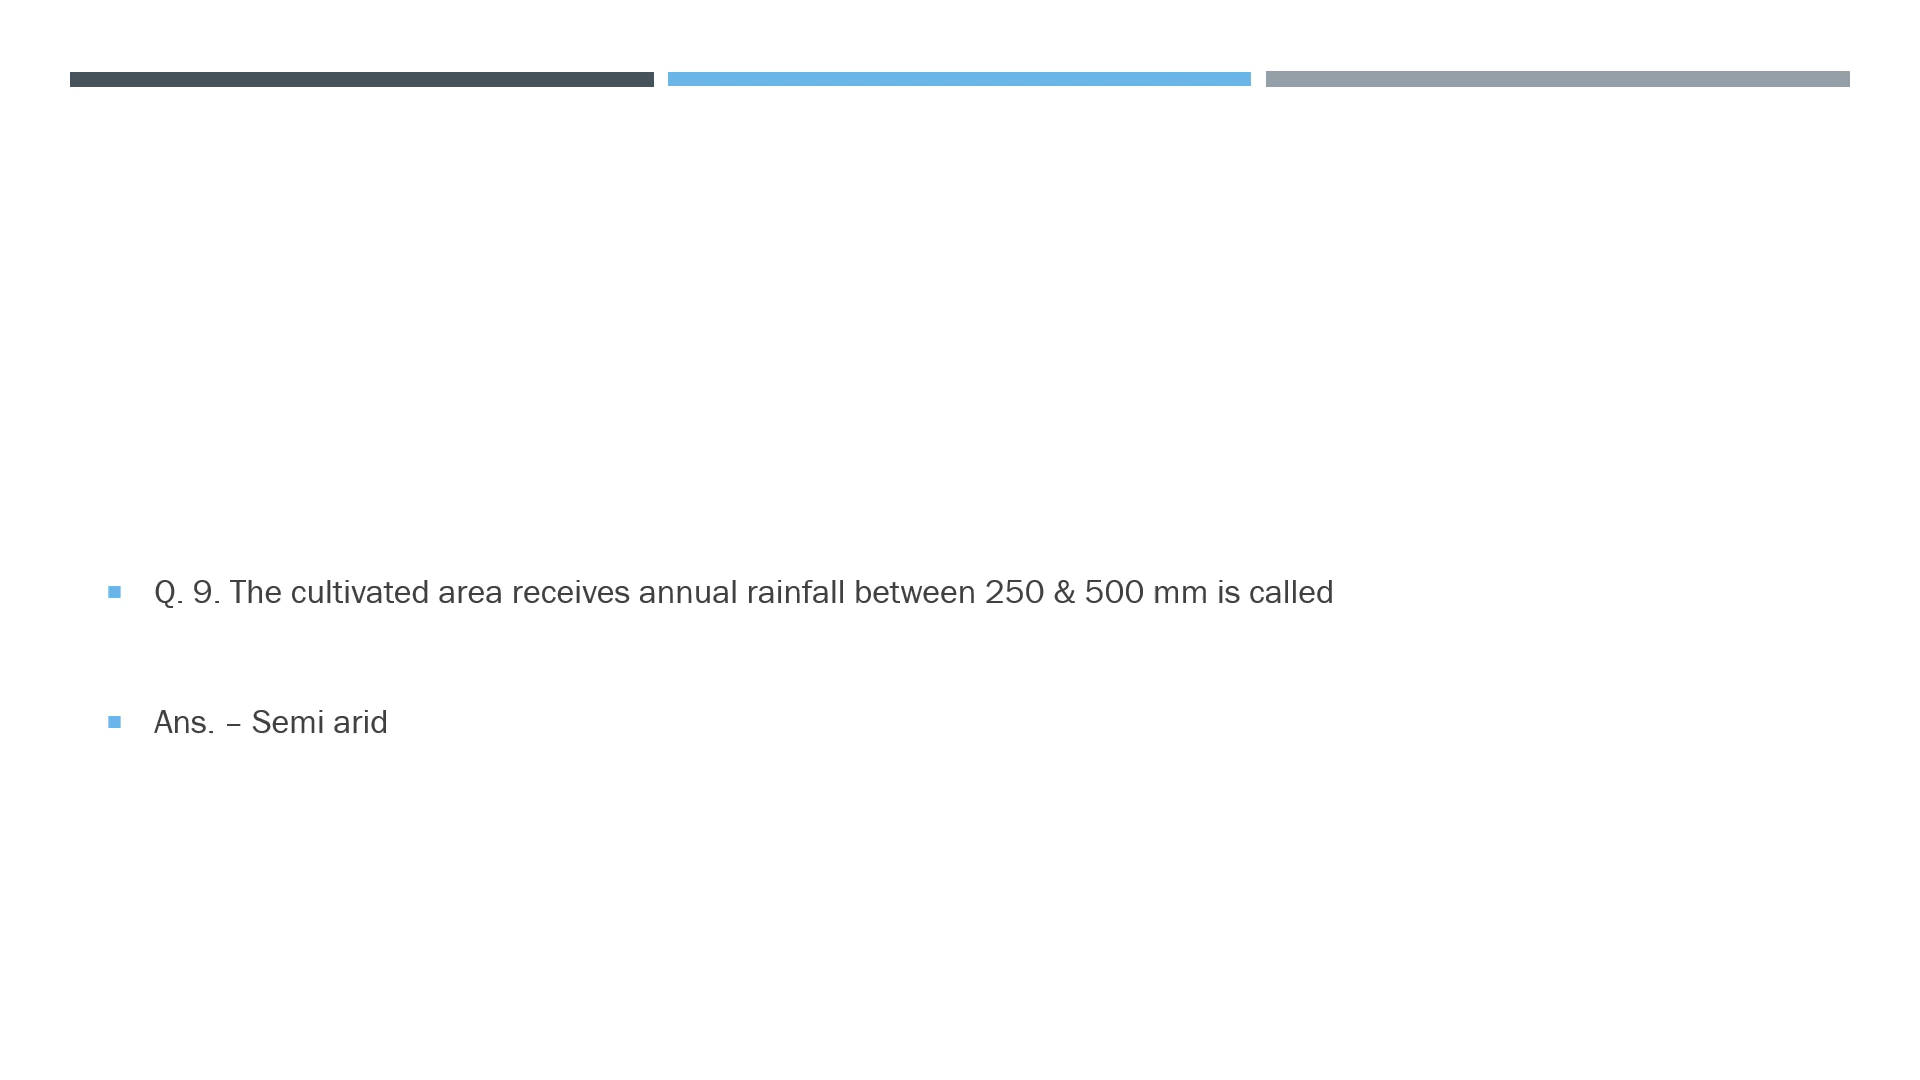 Q. 9. The cultivated area receives annual rainfall between 250 & 500 mm is called
Ans. – Semi arid